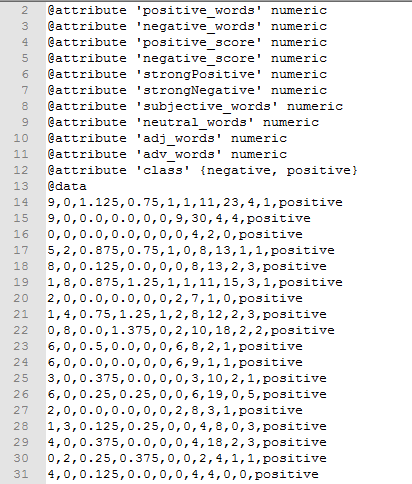 2 @attribute 'positive_words' numeric
3 @attribute 'negative_words' numeric
4 @attribute 'positive_score' numeric
5 @attribute 'negative_score' numeric
6 @attribute 'strongPositive' numeric
7 @attribute 'strongNegative' numeric
8 @attribute 'subjective_words' numeric
9 @attribute 'neutral_words' numeric
10 @attribute 'adj_words' numeric
11 @attribute 'adv_words' numeric
12 @attribute 'class' {negative, positive}
13 @data
14 9,0,1.125,0.75,1,1,11,23,4,1,positive
15 9,0,0.0,0.0,0,0,9,30,4,4,positive
16 0,0,0.0,0.0,0,0,0,4,2,0,positive
17 5,2,0.875,0.75,1,0,8,13,1,1,positive
18 8,0,0.125,0.0,0,0,8,13,2,3,positive
19 1,8,0.875,1.25,1,1,11,15,3,1,positive
20 2,0,0.0,0.0,0,0,2,7,1,0,positive
21 1,4,0.75,1.25,1,2,8,12,2,3,positive
22 0,8,0.0,1.375,0,2,10,18,2,2,positive
23 6,0,0.5,0.0,0,0,6,8,2,1,positive
24 6,0,0.0,0.0,0,0,6,9,1,1,positive
25 3,0,0.375,0.0,0,0,3,10,2,1,positive
26 6,0,0.25,0.25,0,0,6,19,0,5,positive
27 2,0,0.0,0.0,0,0,2,8,3,1,positive
28 1,3,0.125,0.25,0,0,4,8,0,3,positive
29 4,0,0.375,0.0,0,0,4,18,2,3,positive
30 0,2,0.25,0.375,0,0,2,4,1,1,positive
31 4,0,0.125,0.0,0,0,4,4,0,0,positive